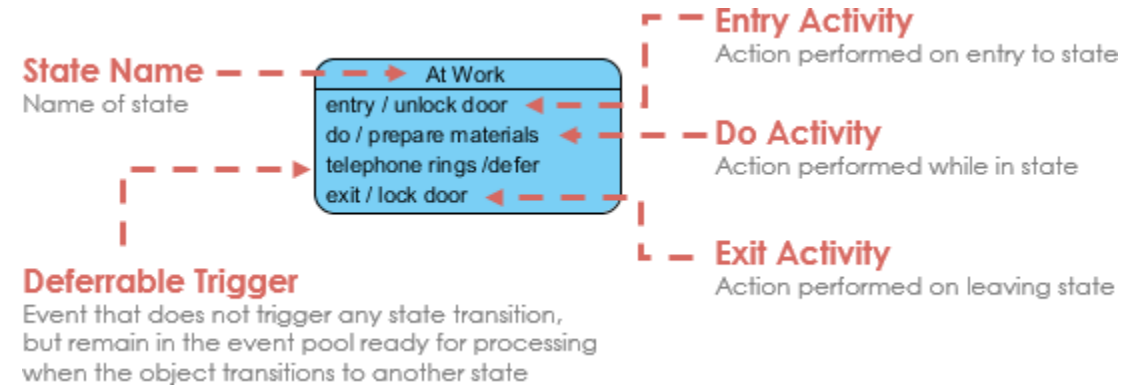 State Name
Name of state
At Work
entry / unlock door
do / prepare materials
telephone rings /defer
exit / lock door
Entry Activity
Action performed on entry to state
Do Activity
Action performed while in state
Exit Activity
Action performed on leaving state
Deferrable Trigger
Event that does not trigger any state transition,
but remain in the event pool ready for processing
when the object transitions to another state